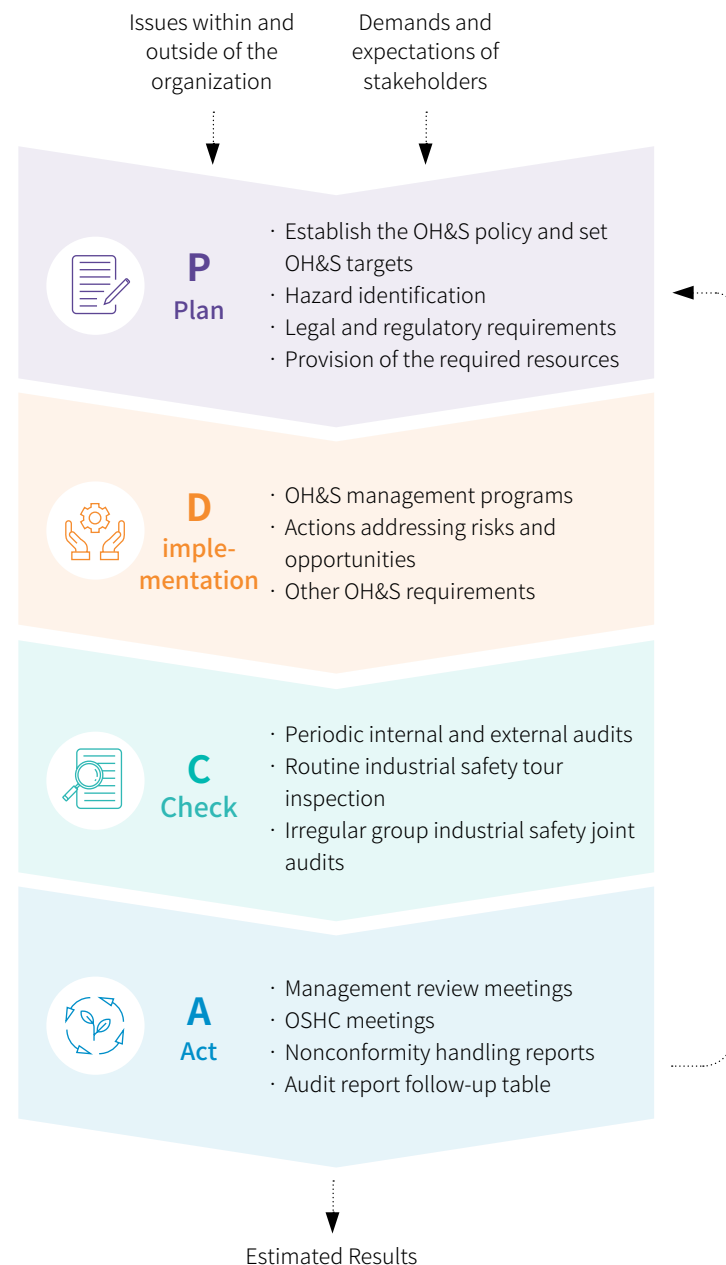 Issues within and
outside of the
organization
Demands and
expectations of
stakeholders
P
Plan
· Establish the OH&S policy and set
OH&S targets
· Hazard identification
· Legal and regulatory requirements
· Provision of the required resources
D
imple-
mentation
· OH&S management programs
· Actions addressing risks and
opportunities
· Other OH&S requirements
C
Check
· Periodic internal and external audits
· Routine industrial safety tour
inspection
· Irregular group industrial safety joint
audits
A
Act
· Management review meetings
· OSHC meetings
· Nonconformity handling reports
· Audit report follow-up table
Estimated Results